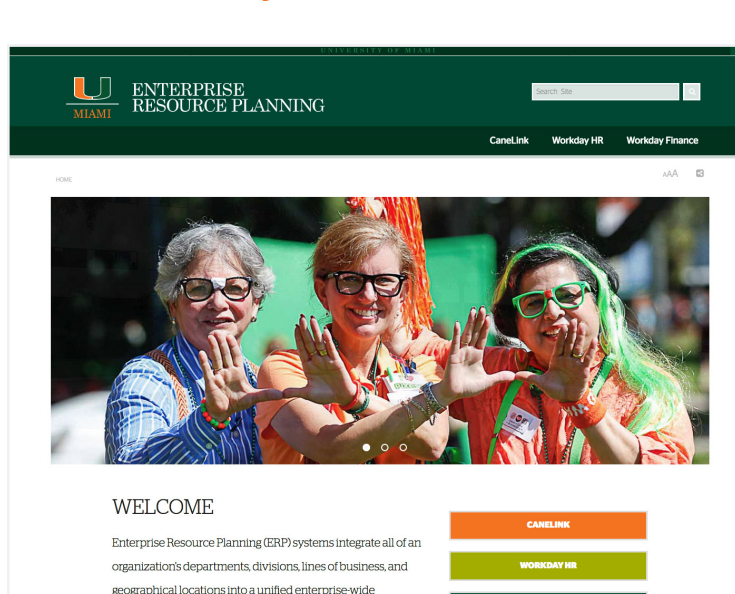 UNIVERSITY OF MIAMI
MIAMI
ENTERPRISE
RESOURCE PLANNING
Search Site
CaneLink Workday HR Workday Finance
HOME
AAA
WELCOME
Enterprise Resource Planning (ERP) systems integrate all of an
organization's departments, divisions, lines of business, and
geographical locations into a unified enterprise-wide
CANELINK
WORKDAY HR